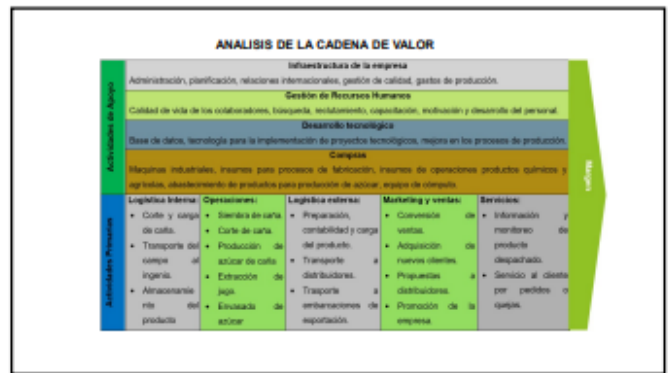 ANALISIS DE LA CADENA DE VALOR
Infraestructura de la empresa
Administración, planificación, relaciones internacionales, gestión de calidad, gastos de producción.
Gestión de Recursos Humanos
Calidad de vida de los colaboradores, búsqueda, reclutamiento, capacitación, motivación y desarrollo del personal.
Desarrollo tecnológico
Base de datos, tecnología para la implementación de proyectos tecnológicos, mejora en los procesos de producción.
Compras
Maquinas industriales, insumos para procesos de fabricación, insumos de operaciones productos químicos y
agrícolas, abastecimiento de productos para producción de azúcar, equipo de cómputo.
Actividades de Apoyo
Actividades Primarias
Logística Interna:
• Corte y carga
de caña.
• Transporte del
campo al
ingenio.
• Almacenamie
nto del
producto
Operaciones:
• Siembra de caña
• Corte de caña.
• Producción de
azúcar de caña
• Extracción de
jugo.
• Envasado de
azúcar
Logística externa:
• Preparación,
contabilidad y carga
del producto.
• Transporte a
distribuidores.
• Trasporte a
embarcaciones de
exportación.
Marketing y ventas:
• Conversión de
ventas.
• Adquisición de
nuevos clientes.
• Propuestas a
distribuidores.
• Promoción de la
empresa
Servicios:
• Información y
monitoreo de
producto
despachado.
• Servicio al cliente
por pedidos o
quejas.
Margen